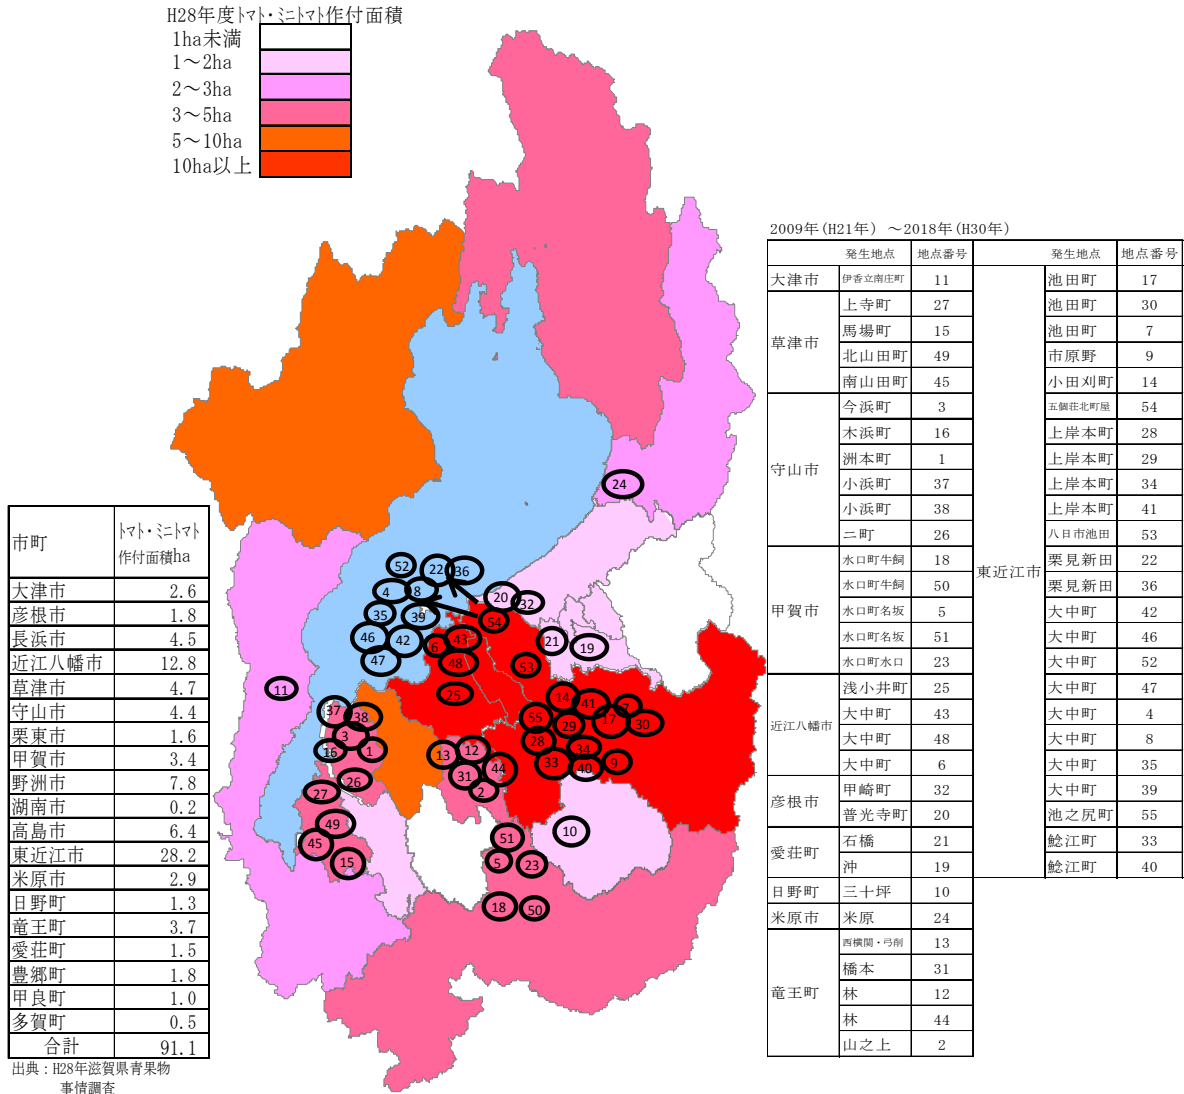 H28年度トマト・ミニトマト作付面積
1ha未満
1～2ha
2～3ha
3～5ha
5～10ha
10ha以上
市町 トマト・ミニトマト作付面積ha
大津市 2.6
彦根市 1.8
長浜市 4.5
近江八幡市 12.8
草津市 4.7
守山市 4.4
栗東市 1.6
甲賀市 3.4
野洲市 7.8
湖南市 0.2
高島市 6.4
東近江市 28.2
米原市 2.9
日野町 1.3
竜王町 3.7
愛荘町 1.5
豊郷町 1.8
甲良町 1.0
多賀町 0.5
合計 91.1
出典：H28年滋賀県青果物
事情調査
24
52
22
36
4
8
20
32
35
39
54
46
42
6
43
21
19
47
48
53
11
25
14
41
7
37
38
55
17
30
3
29
16
1
13
12
28
34
33
40
9
31
44
26
2
27
49
10
51
45
15
5
23
18
50
2009年(H21年) ～2018年(H30年)
発生地点 地点番号
大津市 伊香立南庄町 11
草津市 上寺町 27
馬場町 15
北山田町 49
南山田町 45
守山市 今浜町 3
木浜町 16
洲本町 1
小浜町 37
小浜町 38
二町 26
甲賀市 水口町牛飼 18
水口町牛飼 50
水口町名坂 5
水口町名坂 51
水口町水口 23
近江八幡市 浅小井町 25
大中町 43
大中町 48
大中町 6
彦根市 甲崎町 32
普光寺町 20
愛荘町 石橋 21
沖 19
日野町 三十坪 10
米原市 米原 24
竜王町 西横関・弓削 13
橋本 31
林 12
林 44
山之上 2
発生地点 地点番号
東近江市 池田町 17
池田町 30
池田町 7
市原野 9
小田刈町 14
五個荘北町屋 54
上岸本町 28
上岸本町 29
上岸本町 34
上岸本町 41
八日市池田 53
栗見新田 22
栗見新田 36
大中町 42
大中町 46
大中町 52
大中町 47
大中町 4
大中町 8
大中町 35
大中町 39
池之尻町 55
鯰江町 33
鯰江町 40